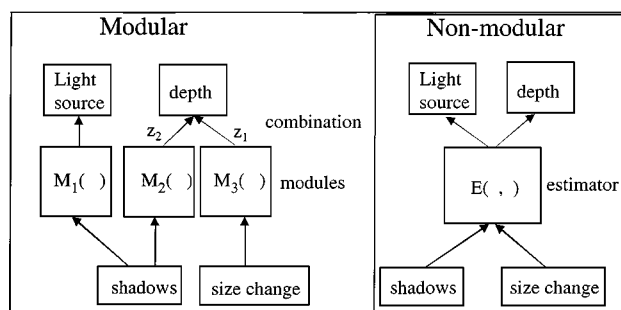 Modular
Light
source
depth
combination
z₂
z₁
M₁( )
M₂( )
M₃( )
modules
shadows
size change
Non-modular
Light
source
depth
E( , )
estimator
shadows
size change